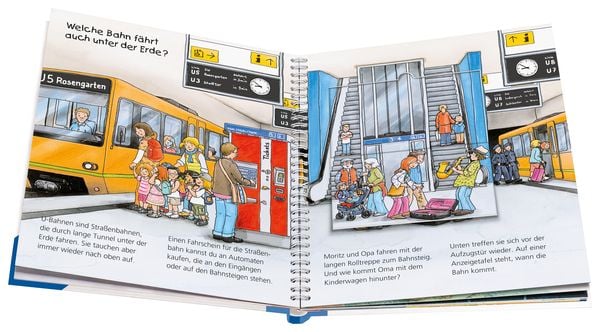 Welche Bahn fährt
auch unter der Erde?
U5 Rosengarten
U5
U3
Tickets
U-Bahnen sind Straßenbahnen,
die durch lange Tunnel unter der
Erde fahren. Sie tauchen aber
immer wieder nach oben auf
Einen Fahrschein für die Straßen-
bahn kannst du an Automaten
kaufen, die an den Eingängen
oder auf den Bahnsteigen stehen.
U 8
U 7
U6
U7
Moritz und Opa fahren mit der
langen Rolltreppe zum Bahnsteig.
Und wie kommt Oma mit dem
Kinderwagen hinunter?
Unten treffen sie sich vor der
Aufzugstür wieder. Auf einer
Anzeigetafel steht, wann die
Bahn kommt.